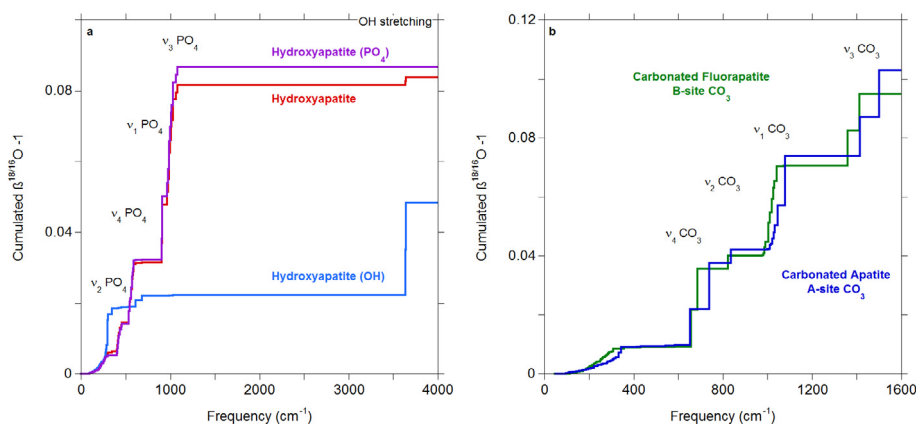 OH stretching
a
ν3 PO4
Hydroxyapatite (PO4)
Hydroxyapatite
ν1 PO4
ν4 PO4
ν2 PO4
Hydroxyapatite (OH)
Cumulated ß18/16O -1
0.08
0.04
0
0
1000
2000
3000
4000
Frequency (cm-1)
b
ν3 CO3
Carbonated Fluorapatite
B-site CO3
ν1 CO3
ν2 CO3
ν4 CO3
Carbonated Apatite
A-site CO3
Cumulated ß18/16O -1
0.12
0.08
0.04
0
0
400
800
1200
1600
Frequency (cm-1)